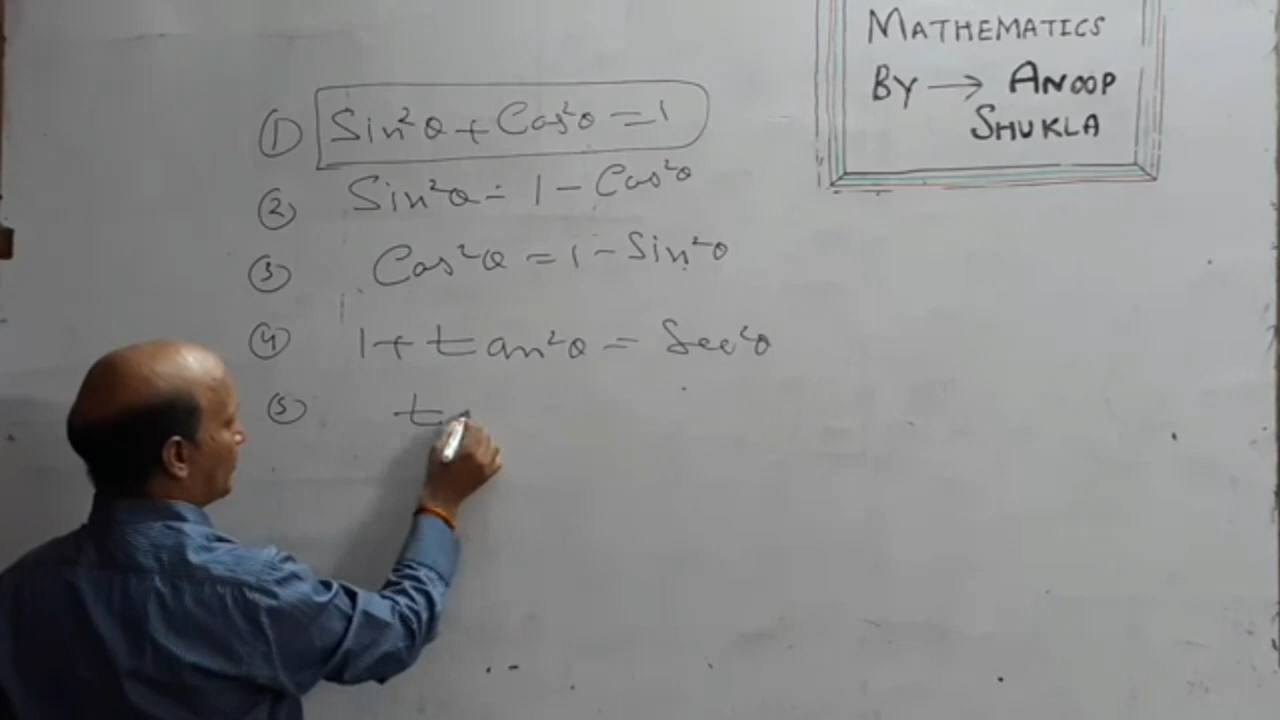 MATHEMATICS
BY → ANOOP
SHUKLA
① Sin²θ + Cos²θ = 1
② Sin²θ = 1 - Cos²θ
③ Cos²θ = 1 - Sin²θ
④ 1 + tan²θ = Sec²θ
⑤ t